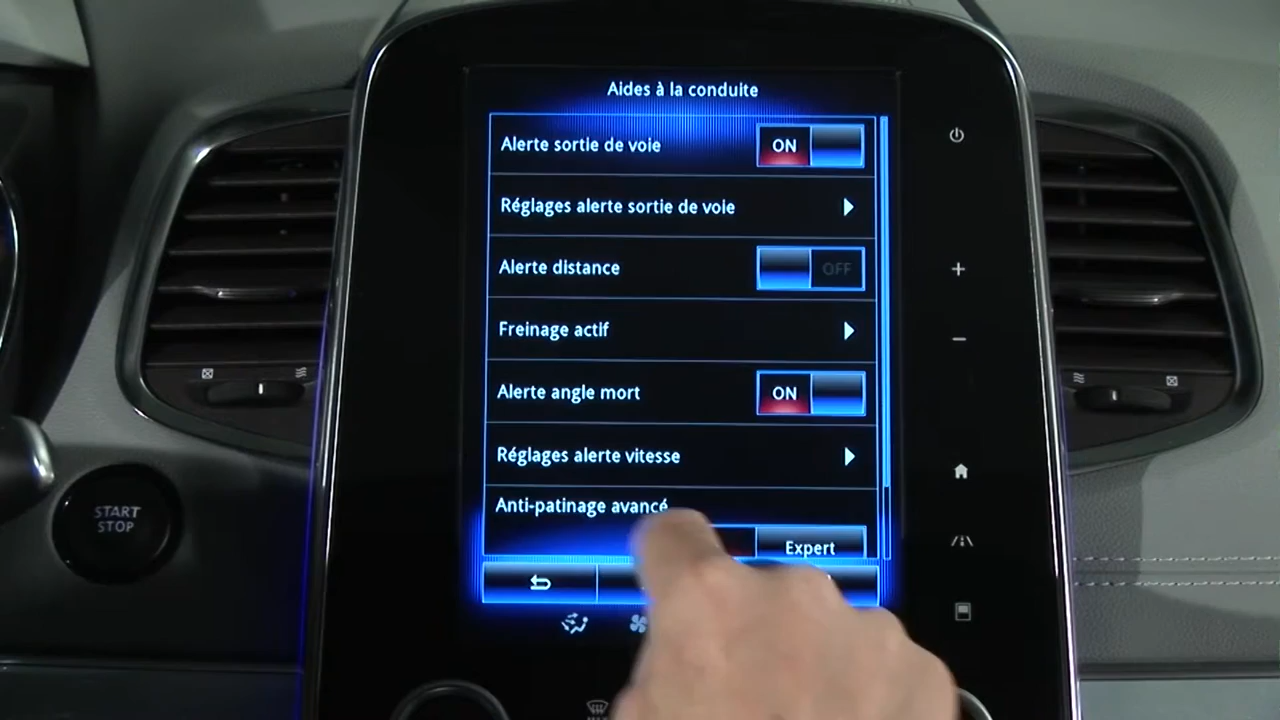 Aides à la conduite
Alerte sortie de voie
ON
Réglages alerte sortie de voie
Alerte distance
OFF
Freinage actif
Alerte angle mort
ON
Réglages alerte vitesse
Anti-patinage avancé
Expert
START
STOP